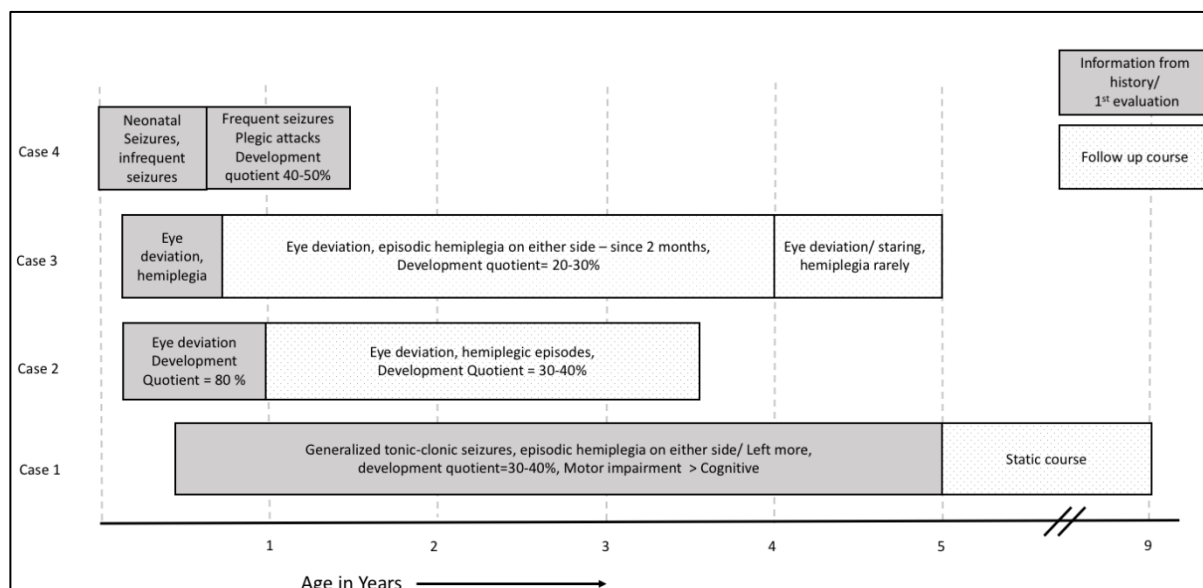 Information from
history/
1st evaluation
Follow up course
Case 4
Neonatal
Seizures,
infrequent
seizures
Frequent seizures
Plegic attacks
Development
quotient 40-50%
Case 3
Eye
deviation,
hemiplegia
Eye deviation, episodic hemiplegia on either side – since 2 months,
Development quotient= 20-30%
Eye deviation/ staring,
hemiplegia rarely
Case 2
Eye deviation
Development
Quotient = 80 %
Eye deviation, hemiplegic episodes,
Development Quotient = 30-40%
Case 1
Generalized tonic-clonic seizures, episodic hemiplegia on either side/ Left more,
development quotient=30-40%, Motor impairment > Cognitive
Static course
1 2 3 4 5 9
Age in Years